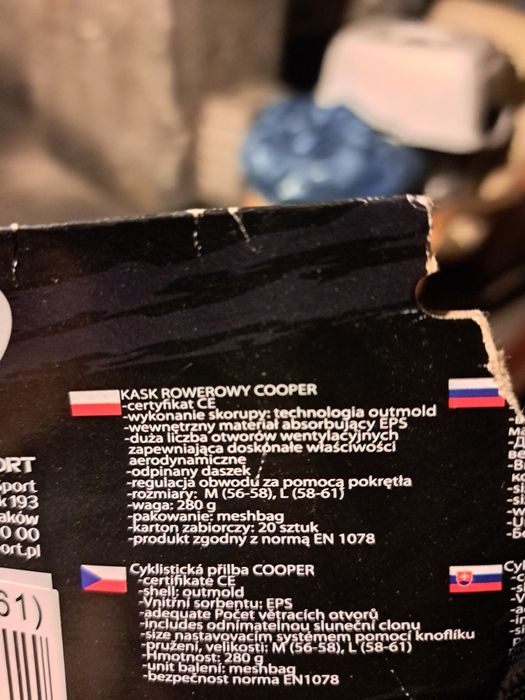 KASK ROWEROWY COOPER
-certyfikat CE
-wykonanie skorupy: technologia outmold
-wewnętrzny materiał absorbujący EPS
-duża liczba otworów wentylacyjnych
zapewniająca doskonałe właściwości
aerodynamiczne
-odpinany daszek
-regulacja obwodu za pomocą pokrętła
-rozmiary: M (56-58), L (58-61)
-waga: 280 g
-pakowanie: meshbag
-karton zabiorczy: 20 sztuk
-produkt zgodny z normą EN 1078
Cyklistická přilba COOPER
-certifikate CE
-shell: outmold
-Vnitřní sorbentu: EPS
-adequate Počet větracích otvorů
-includes odnímatelnou sluneční clonu
-size nastavovacím systémem pomocí knoflíku
-pružení, velikosti: M (56-58), L (58-61)
-Hmotnost: 280 g
-unit balení: meshbag
-bezpečnost norma EN1078
ORT
port
k 193
aków
0 00
ort.pl
61)